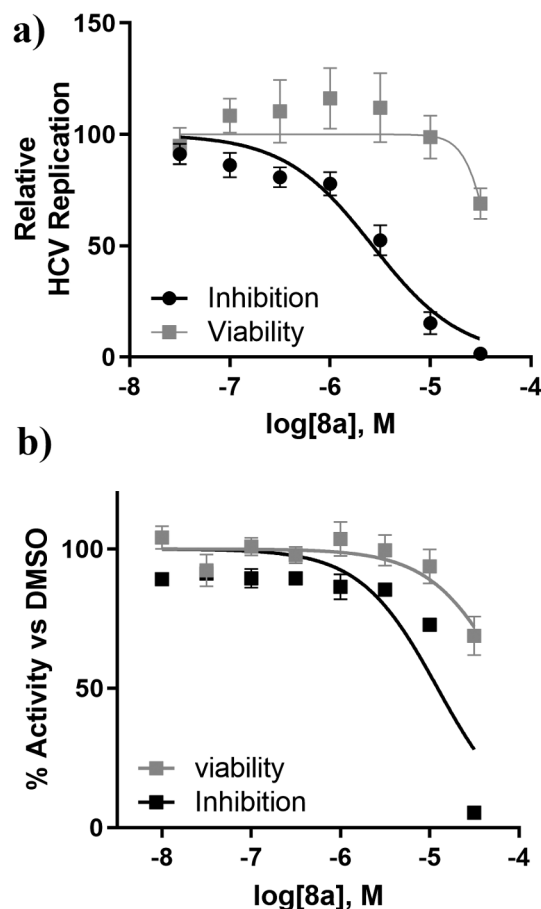 a)
150
100
50
0
Relative
HCV Replication
Inhibition
Viability
-8
-7
-6
-5
-4
log[8a], M
b)
100
50
0
% Activity vs DMSO
viability
Inhibition
-8
-7
-6
-5
-4
log[8a], M